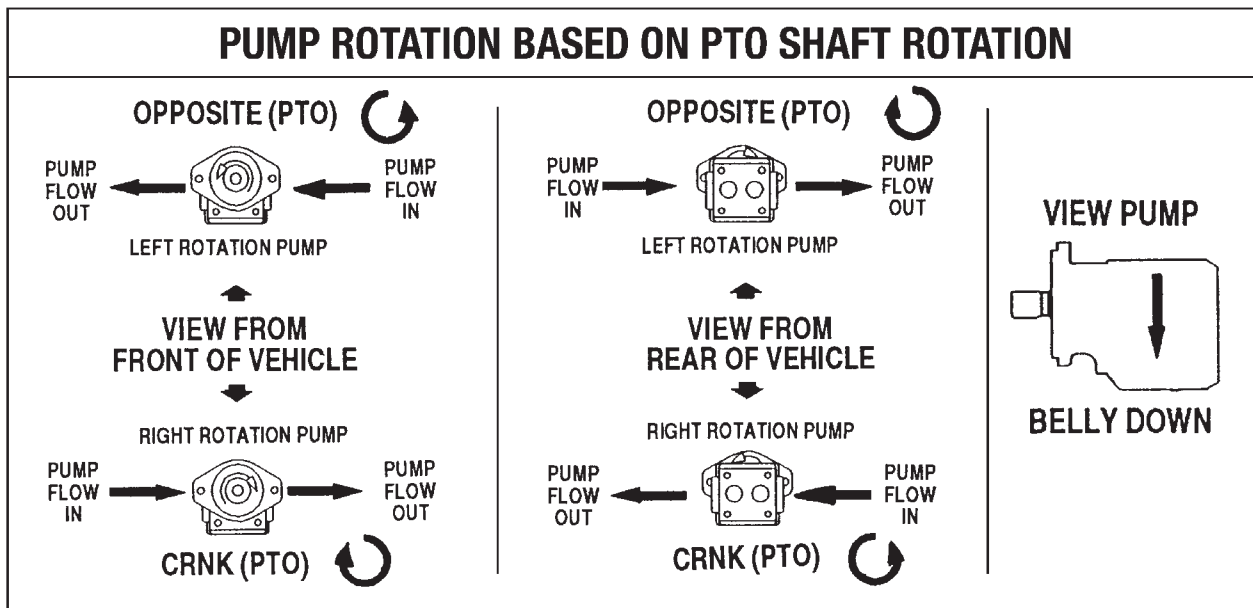 PUMP ROTATION BASED ON PTO SHAFT ROTATION
OPPOSITE (PTO)
PUMP
FLOW
OUT
PUMP
FLOW
IN
LEFT ROTATION PUMP
VIEW FROM
FRONT OF VEHICLE
RIGHT ROTATION PUMP
PUMP
FLOW
IN
PUMP
FLOW
OUT
CRNK (PTO)
OPPOSITE (PTO)
PUMP
FLOW
IN
PUMP
FLOW
OUT
LEFT ROTATION PUMP
VIEW FROM
REAR OF VEHICLE
RIGHT ROTATION PUMP
PUMP
FLOW
OUT
PUMP
FLOW
IN
CRNK (PTO)
VIEW PUMP
BELLY DOWN